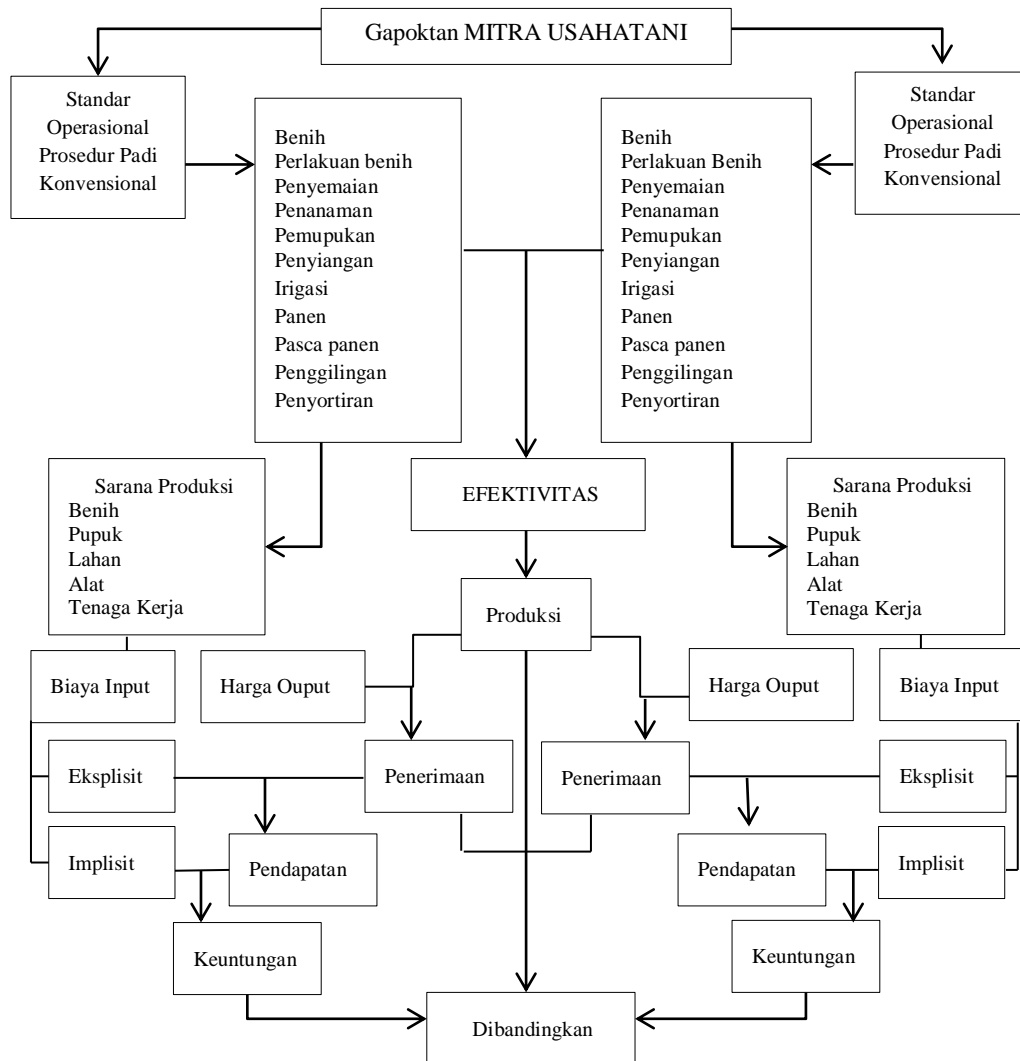 Gapoktan MITRA USAHATANI
Standar
Operasional
Prosedur Padi
Konvensional
Benih
Perlakuan benih
Penyemaian
Penanaman
Pemupukan
Penyiangan
Irigasi
Panen
Pasca panen
Penggilingan
Penyortiran
Benih
Perlakuan Benih
Penyemaian
Penanaman
Pemupukan
Penyiangan
Irigasi
Panen
Pasca panen
Penggilingan
Penyortiran
Standar
Operasional
Prosedur Padi
Konvensional
Sarana Produksi
Benih
Pupuk
Lahan
Alat
Tenaga Kerja
EFEKTIVITAS
Sarana Produksi
Benih
Pupuk
Lahan
Alat
Tenaga Kerja
Produksi
Biaya Input
Harga Ouput
Harga Ouput
Biaya Input
Eksplisit
Penerimaan
Penerimaan
Eksplisit
Implisit
Pendapatan
Pendapatan
Implisit
Keuntungan
Keuntungan
Dibandingkan